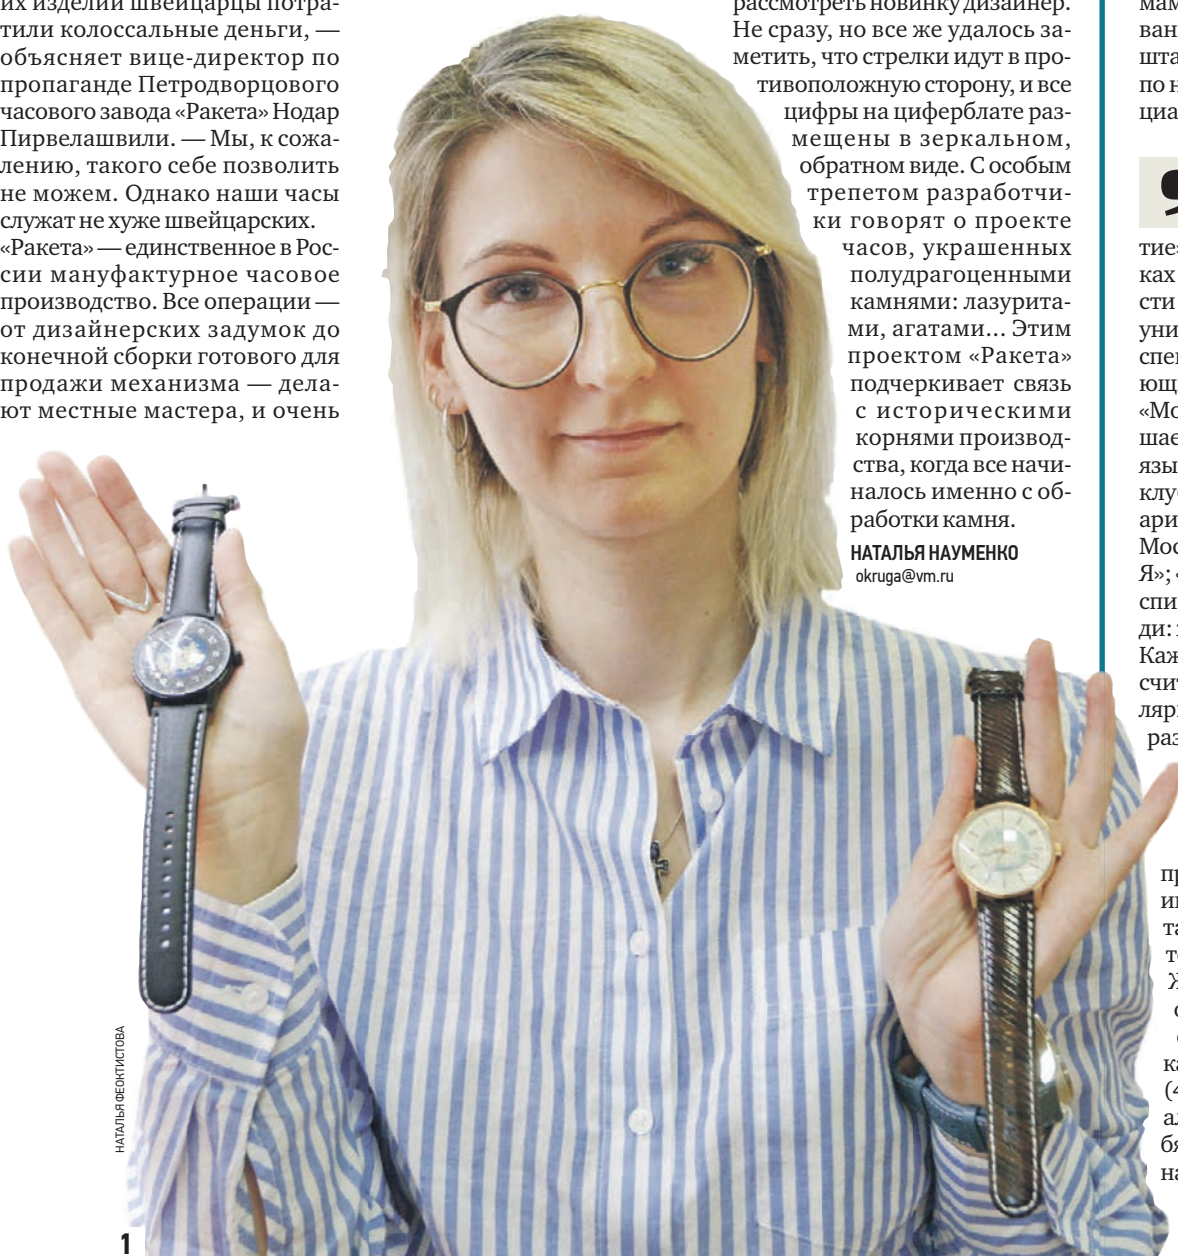 их изделий швейцарцы потра-
тили колоссальные деньги, —
объясняет вице-директор по
пропаганде Петродворцового
часового завода «Ракета» Нодар
Пирвелашвили. — Мы, к сожа-
лению, такого себе позволить
не можем. Однако наши часы
служат не хуже швейцарских.
«Ракета» — единственное в Рос-
сии мануфактурное часовое
производство. Все операции —
от дизайнерских задумок до
конечной сборки готового для
продажи механизма — дела-
ют местные мастера, и очень
рассмотреть новинку дизайнер.
Не сразу, но все же удалось за-
метить, что стрелки идут в про-
тивоположную сторону, и все
цифры на циферблате раз-
мещены в зеркальном,
обратном виде. С особым
трепетом разработчи-
ки говорят о проекте
часов, украшенных
полудрагоценными
камнями: лазурита-
ми, агатами... Этим
проектом «Ракета»
подчеркивает связь
с историческими
корнями производ-
ства, когда все начи-
налось именно с об-
работки камня.
НАТАЛЬЯ НАУМЕНКО
okruga@vm.ru
НАТАЛЬЯ ФЕОКТИСТОВА
1